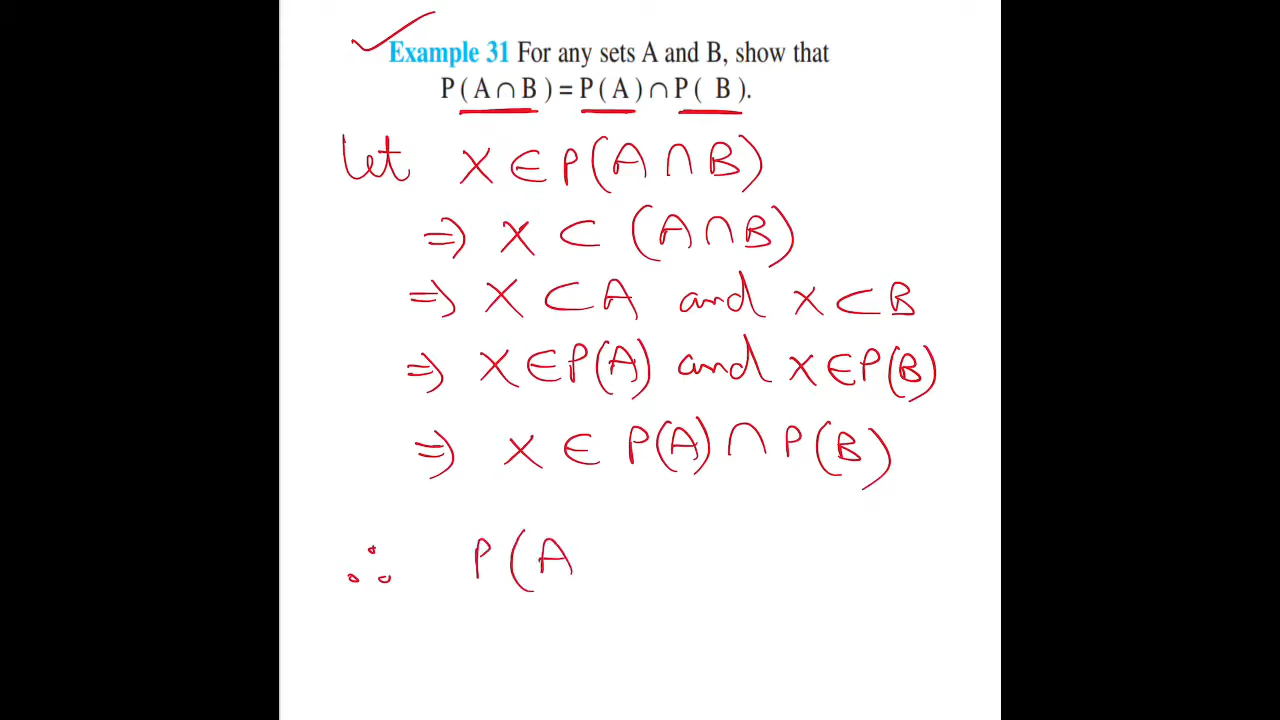 Example 31 For any sets A and B, show that
P ( A ∩ B ) = P ( A ) ∩ P ( B ).
Let X ∈ P(A ∩ B)
⇒ X ⊂ (A ∩ B)
⇒ X ⊂ A and X ⊂ B
⇒ X ∈ P(A) and X ∈ P(B)
⇒ X ∈ P(A) ∩ P(B)
∴ P(A